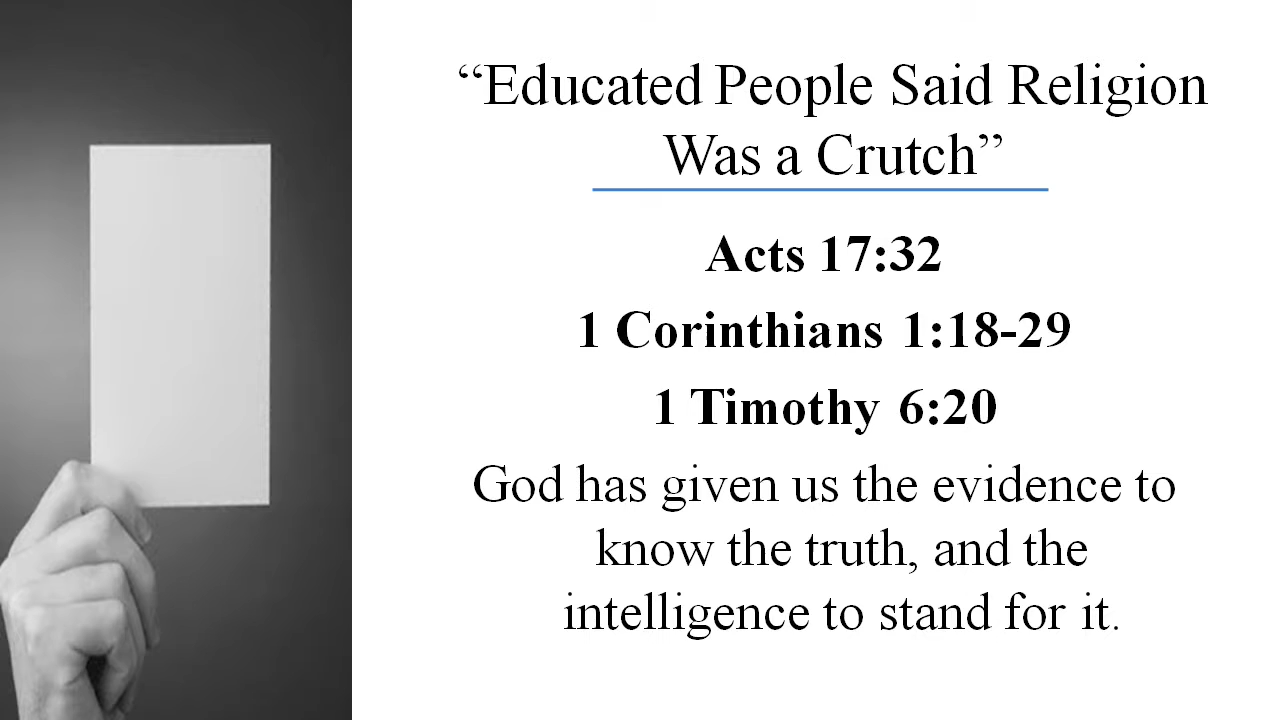 “Educated People Said Religion
Was a Crutch”
Acts 17:32
1 Corinthians 1:18-29
1 Timothy 6:20
God has given us the evidence to
know the truth, and the
intelligence to stand for it.